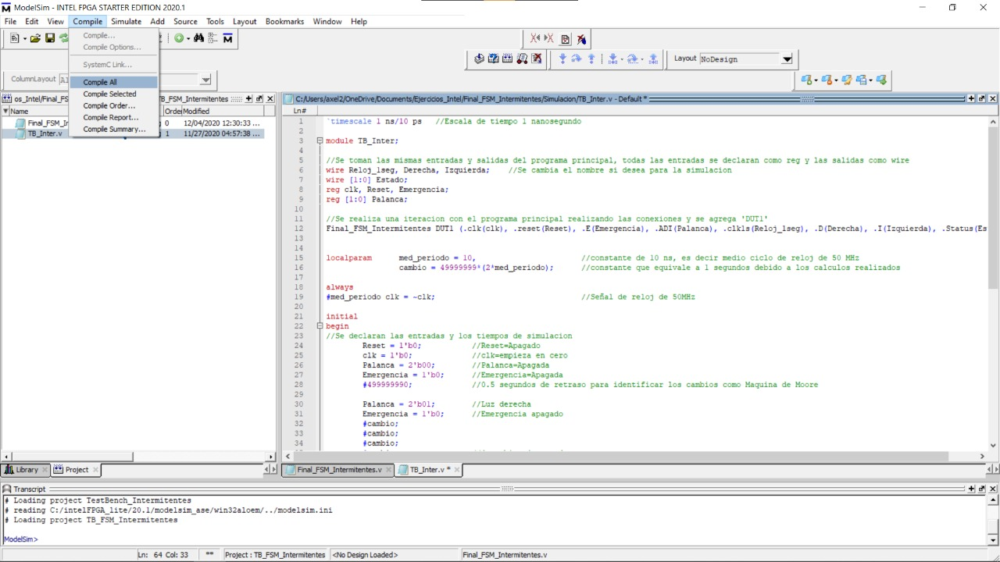 ModelSim - INTEL FPGA STARTER EDITION 2020.1
File Edit View Compile Simulate Add Source Tools Layout Bookmarks Window Help
Compile...
Compile Options...
SystemC Link...
Compile All
Compile Selected
Compile Order...
Compile Report...
Compile Summary...
Layout NoDesign
ColumnLayout
os_Intel/Final_FS
B_FSM_Intermitentes
Name Order Modified
Final_FSM_Ir 0 12/04/2020 12:30:33 ...
TB_Inter.v 1 11/27/2020 04:57:38 ...
C:/Users/axel2/OneDrive/Documents/Ejercicios_Intel/Final_FSM_Intermitentes/Simulacion/TB_Inter.v - Default *
Ln#
1 `timescale 1 ns/10 ps //Escala de tiempo 1 nanosegundo
2
3 module TB_Inter;
4
5 //Se toman las mismas entradas y salidas del programa principal, todas las entradas se declaran como reg y las salidas como wire
6 wire Reloj_1seg, Derecha, Izquierda; //Se cambia el nombre si desea para la simulacion
7 wire [1:0] Estado;
8 reg clk, Reset, Emergencia;
9 reg [1:0] Palanca;
10
11 //Se realiza una iteracion con el programa principal realizando las conexiones y se agrega 'DUT1'
12 Final_FSM_Intermitentes DUT1 (.clk(clk), .reset(Reset), .E(Emergencia), .ADI(Palanca), .clk1s(Reloj_1seg), .D(Derecha), .I(Izquierda), .Status(Es
13
14
15 localparam med_periodo = 10, //constante de 10 ns, es decir medio ciclo de reloj de 50 MHz
16 cambio = 49999999*(2*med_periodo); //constante que equivale a 1 segundos debido a los calculos realizados
17
18 always
19 #med_periodo clk = ~clk; //Señal de reloj de 50MHz
20
21 initial
22 begin
23 //Se declaran las entradas y los tiempos de simulacion
24 Reset = 1'b0; //Reset=Apagado
25 clk = 1'b0; //clk=empieza en cero
26 Palanca = 2'b00; //Palanca=Apagada
27 Emergencia = 1'b0; //Emergencia=Apagada
28 #499999990; //0.5 segundos de retraso para identificar los cambios como Maquina de Moore
29
30 Palanca = 2'b01; //Luz derecha
31 Emergencia = 1'b0; //Emergencia apagado
32 #cambio;
33 #cambio;
34 #cambio;
Library Project
Final_FSM_Intermitentes.v TB_Inter.v *
Transcript
# Loading project TestBench_Intermitentes
# reading C:/intelFPGA_lite/20.1/modelsim_ase/win32aloem/../modelsim.ini
# Loading project TB_FSM_Intermitentes
ModelSim>
Ln: 64 Col: 33 ** Project : TB_FSM_Intermitentes <No Design Loaded> Final_FSM_Intermitentes.v